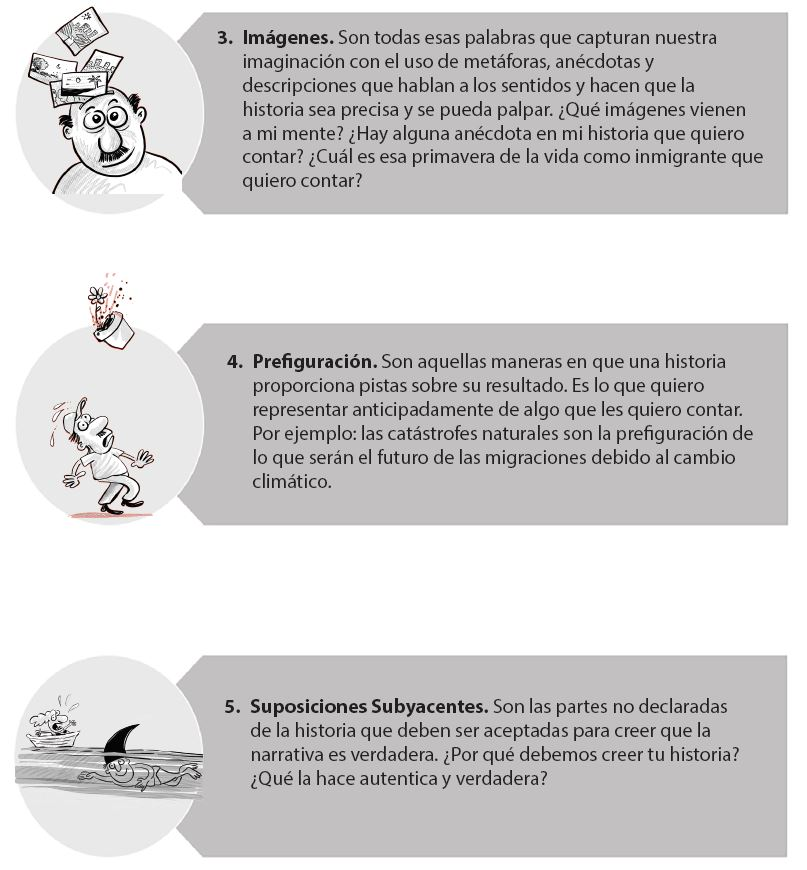 3. Imágenes. Son todas esas palabras que capturan nuestra
imaginación con el uso de metáforas, anécdotas y
descripciones que hablan a los sentidos y hacen que la
historia sea precisa y se pueda palpar. ¿Qué imágenes vienen
a mi mente? ¿Hay alguna anécdota en mi historia que quiero
contar? ¿Cuál es esa primavera de la vida como inmigrante que
quiero contar?
4. Prefiguración. Son aquellas maneras en que una historia
proporciona pistas sobre su resultado. Es lo que quiero
representar anticipadamente de algo que les quiero contar.
Por ejemplo: las catástrofes naturales son la prefiguración de
lo que serán el futuro de las migraciones debido al cambio
climático.
5. Suposiciones Subyacentes. Son las partes no declaradas
de la historia que deben ser aceptadas para creer que la
narrativa es verdadera. ¿Por qué debemos creer tu historia?
¿Qué la hace autentica y verdadera?